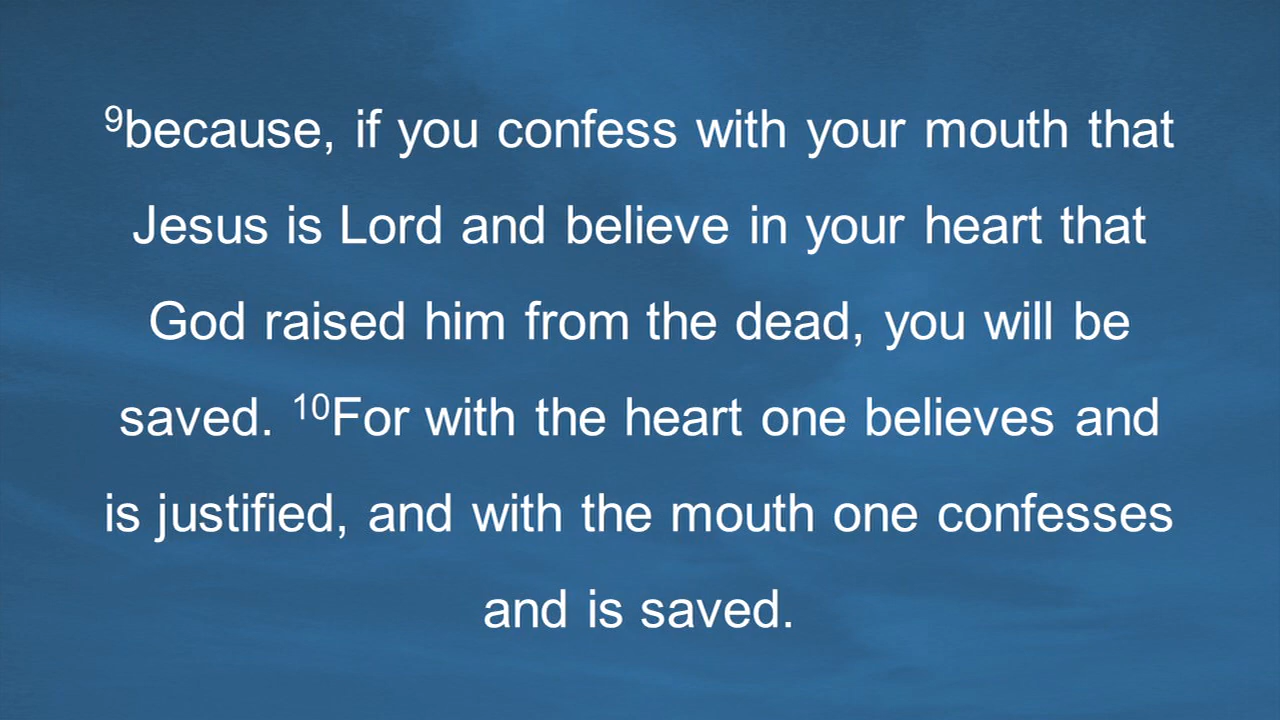 ⁹because, if you confess with your mouth that
Jesus is Lord and believe in your heart that
God raised him from the dead, you will be
saved. ¹⁰For with the heart one believes and
is justified, and with the mouth one confesses
and is saved.